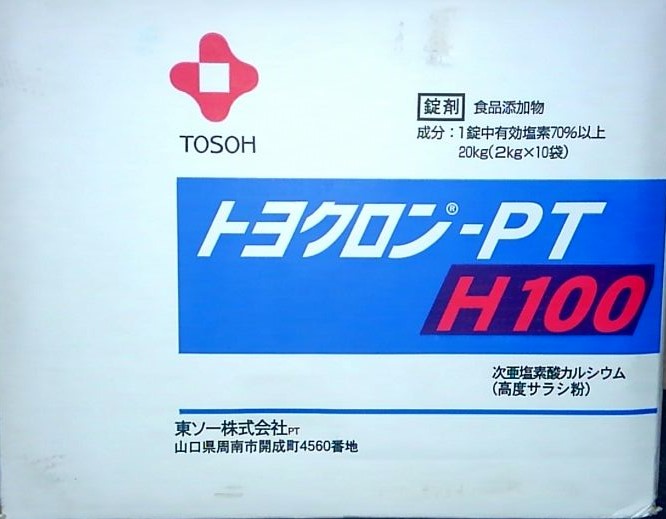 TOSOH
錠剤 食品添加物
成分：1錠中有効塩素70%以上
20kg(2kg×10袋)
トヨクロン®-PT
H100
次亜塩素酸カルシウム
(高度サラシ粉)
東ソー株式会社PT
山口県周南市開成町4560番地